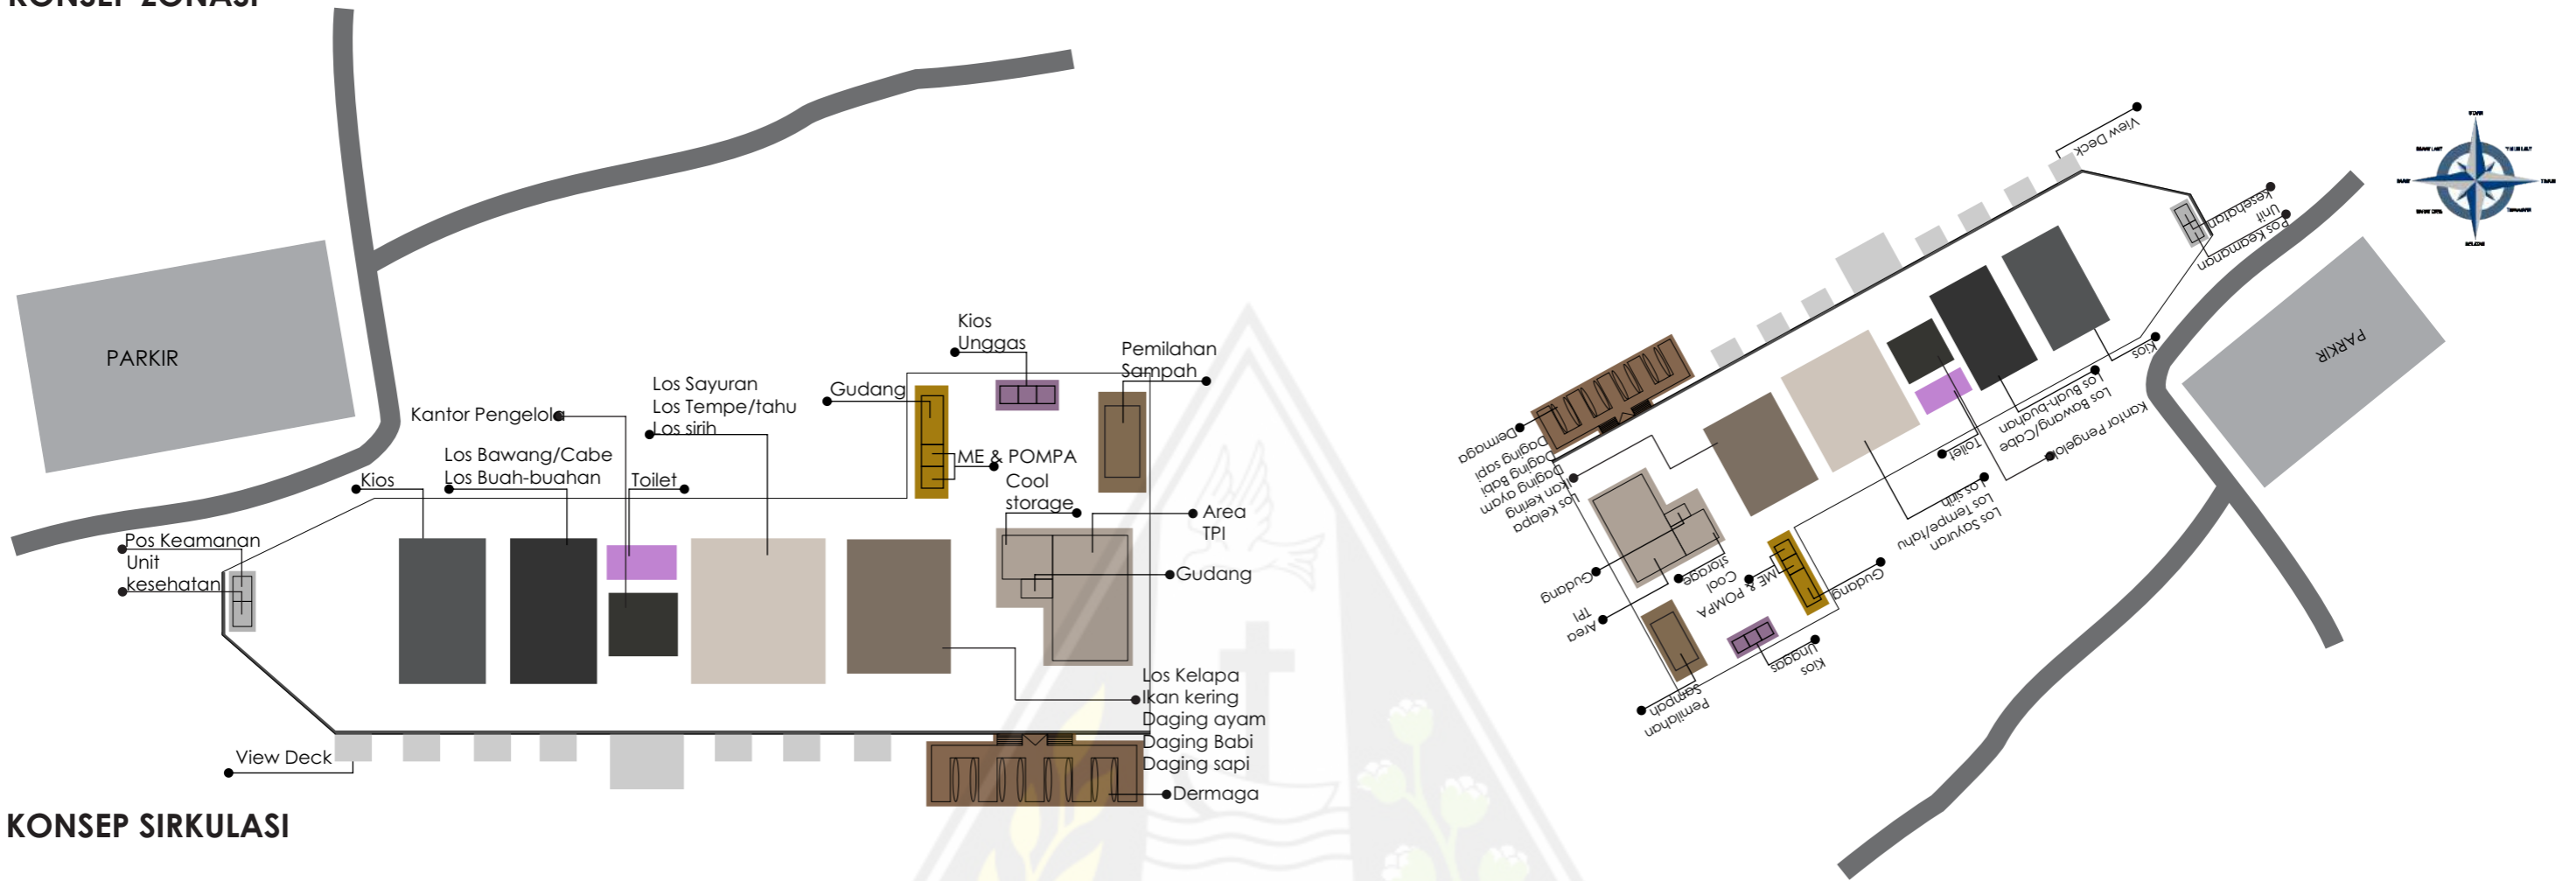 KONSEP ZONASI
PARKIR
Kios
Unggas
Pemilahan
Sampah
Los Sayuran
Los Tempe/tahu
Los sirih
Gudang
Kantor Pengelola
Los Bawang/Cabe
Los Buah-buahan
ME & POMPA
Kios
Toilet
Cool
storage
Area
TPI
Pos Keamanan
Unit
kesehatan
Gudang
Los Kelapa
Ikan kering
Daging ayam
Daging Babi
Daging sapi
View Deck
Dermaga
KONSEP SIRKULASI
View Deck
Pos Keamanan
Unit
kesehatan
PARKIR
Kios
Los Bawang/Cabe
Los Buah-buahan
Kantor Pengelola
Toilet
Los Sayuran
Los Tempe/tahu
Los sirih
Dermaga
Los Kelapa
Ikan kering
Daging ayam
Daging Babi
Daging sapi
Gudang
Cool
storage
Area
TPI
ME & POMPA
Gudang
Kios
Unggas
Pemilahan
Sampah